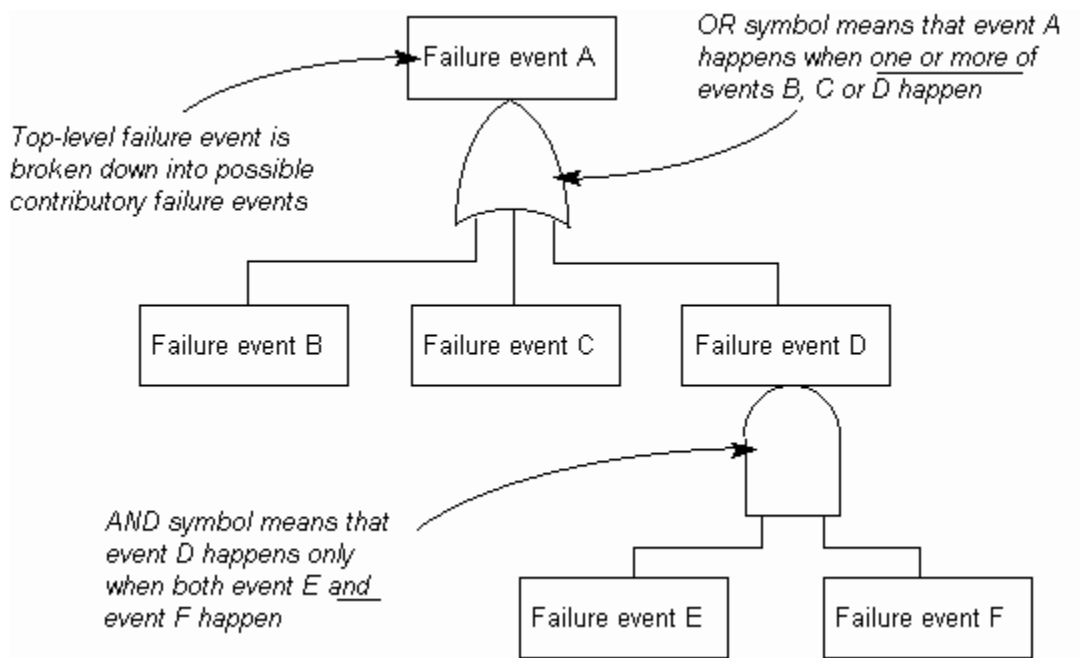 Failure event A
OR symbol means that event A
happens when one or more of
events B, C or D happen
Top-level failure event is
broken down into possible
contributory failure events
Failure event B
Failure event C
Failure event D
AND symbol means that
event D happens only
when both event E and
event F happen
Failure event E
Failure event F